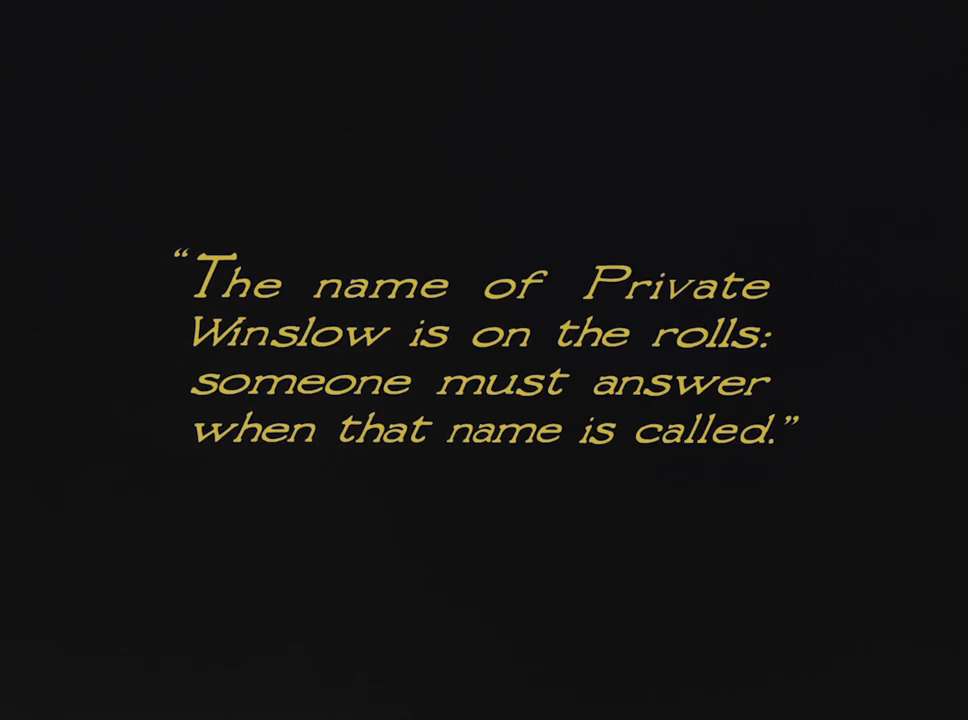 “The name of Private
Winslow is on the rolls:
someone must answer
when that name is called.”